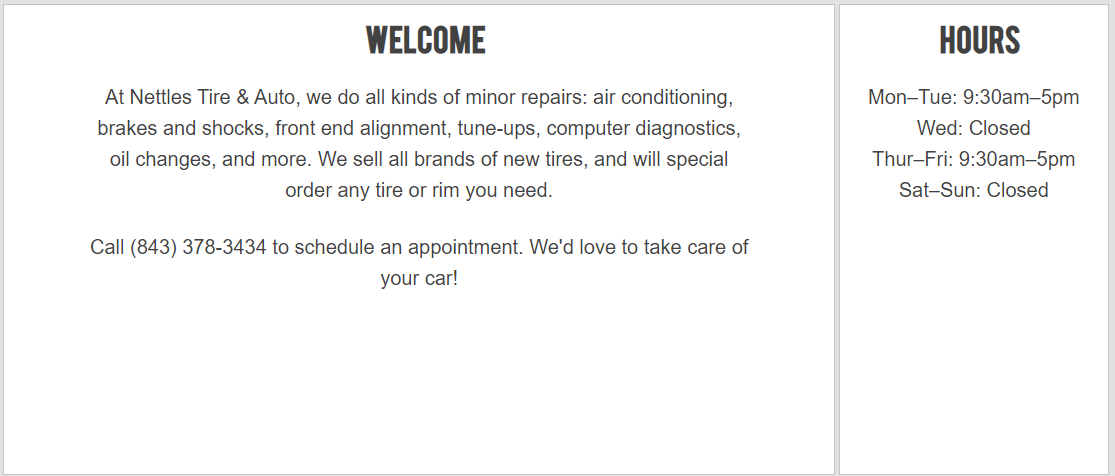 WELCOME
At Nettles Tire & Auto, we do all kinds of minor repairs: air conditioning,
brakes and shocks, front end alignment, tune-ups, computer diagnostics,
oil changes, and more. We sell all brands of new tires, and will special
order any tire or rim you need.
Call (843) 378-3434 to schedule an appointment. We'd love to take care of
your car!
HOURS
Mon–Tue: 9:30am–5pm
Wed: Closed
Thur–Fri: 9:30am–5pm
Sat–Sun: Closed